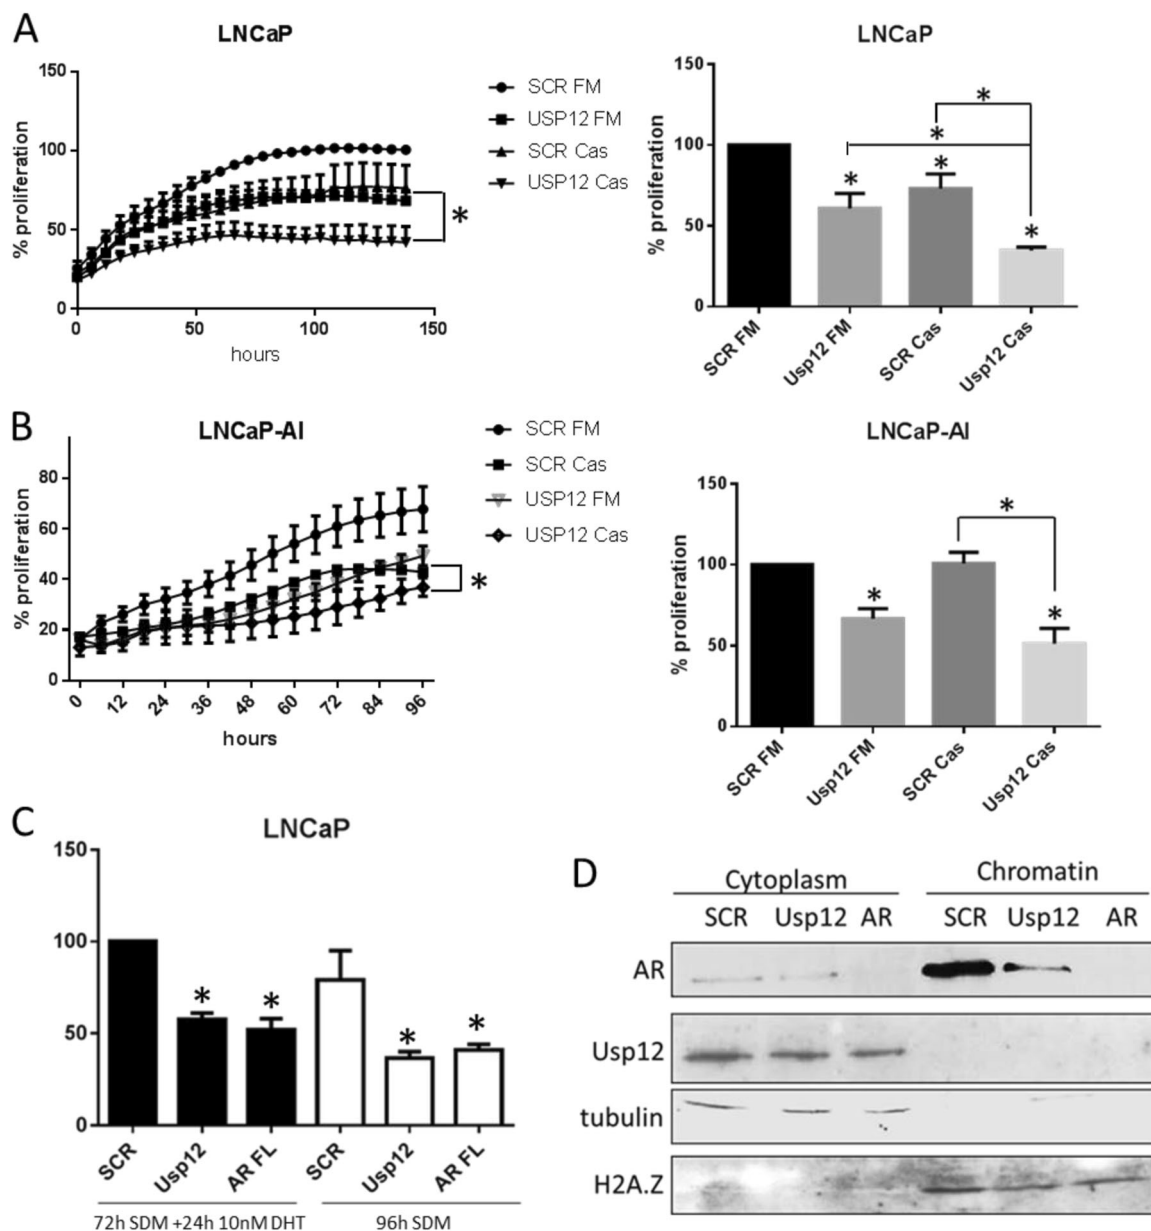 A
LNCaP
% proliferation
150
100
50
0
0 50 100 150
hours
SCR FM
USP12 FM
SCR Cas
USP12 Cas
*
LNCaP
% proliferation
150
100
50
0
* * * * *
SCR FM
Usp12 FM
SCR Cas
Usp12 Cas
B
LNCaP-AI
% proliferation
80
60
40
20
0
0 12 24 36 48 60 72 84 96
hours
SCR FM
SCR Cas
USP12 FM
USP12 Cas
*
LNCaP-AI
% proliferation
150
100
50
0
* * *
SCR FM
Usp12 FM
SCR Cas
Usp12 Cas
C
LNCaP
150
100
50
0
* * * *
SCR
Usp12
AR FL
SCR
Usp12
AR FL
72h SDM +24h 10nM DHT
96h SDM
D
Cytoplasm Chromatin
SCR Usp12 AR SCR Usp12 AR
AR
Usp12
tubulin
H2A.Z